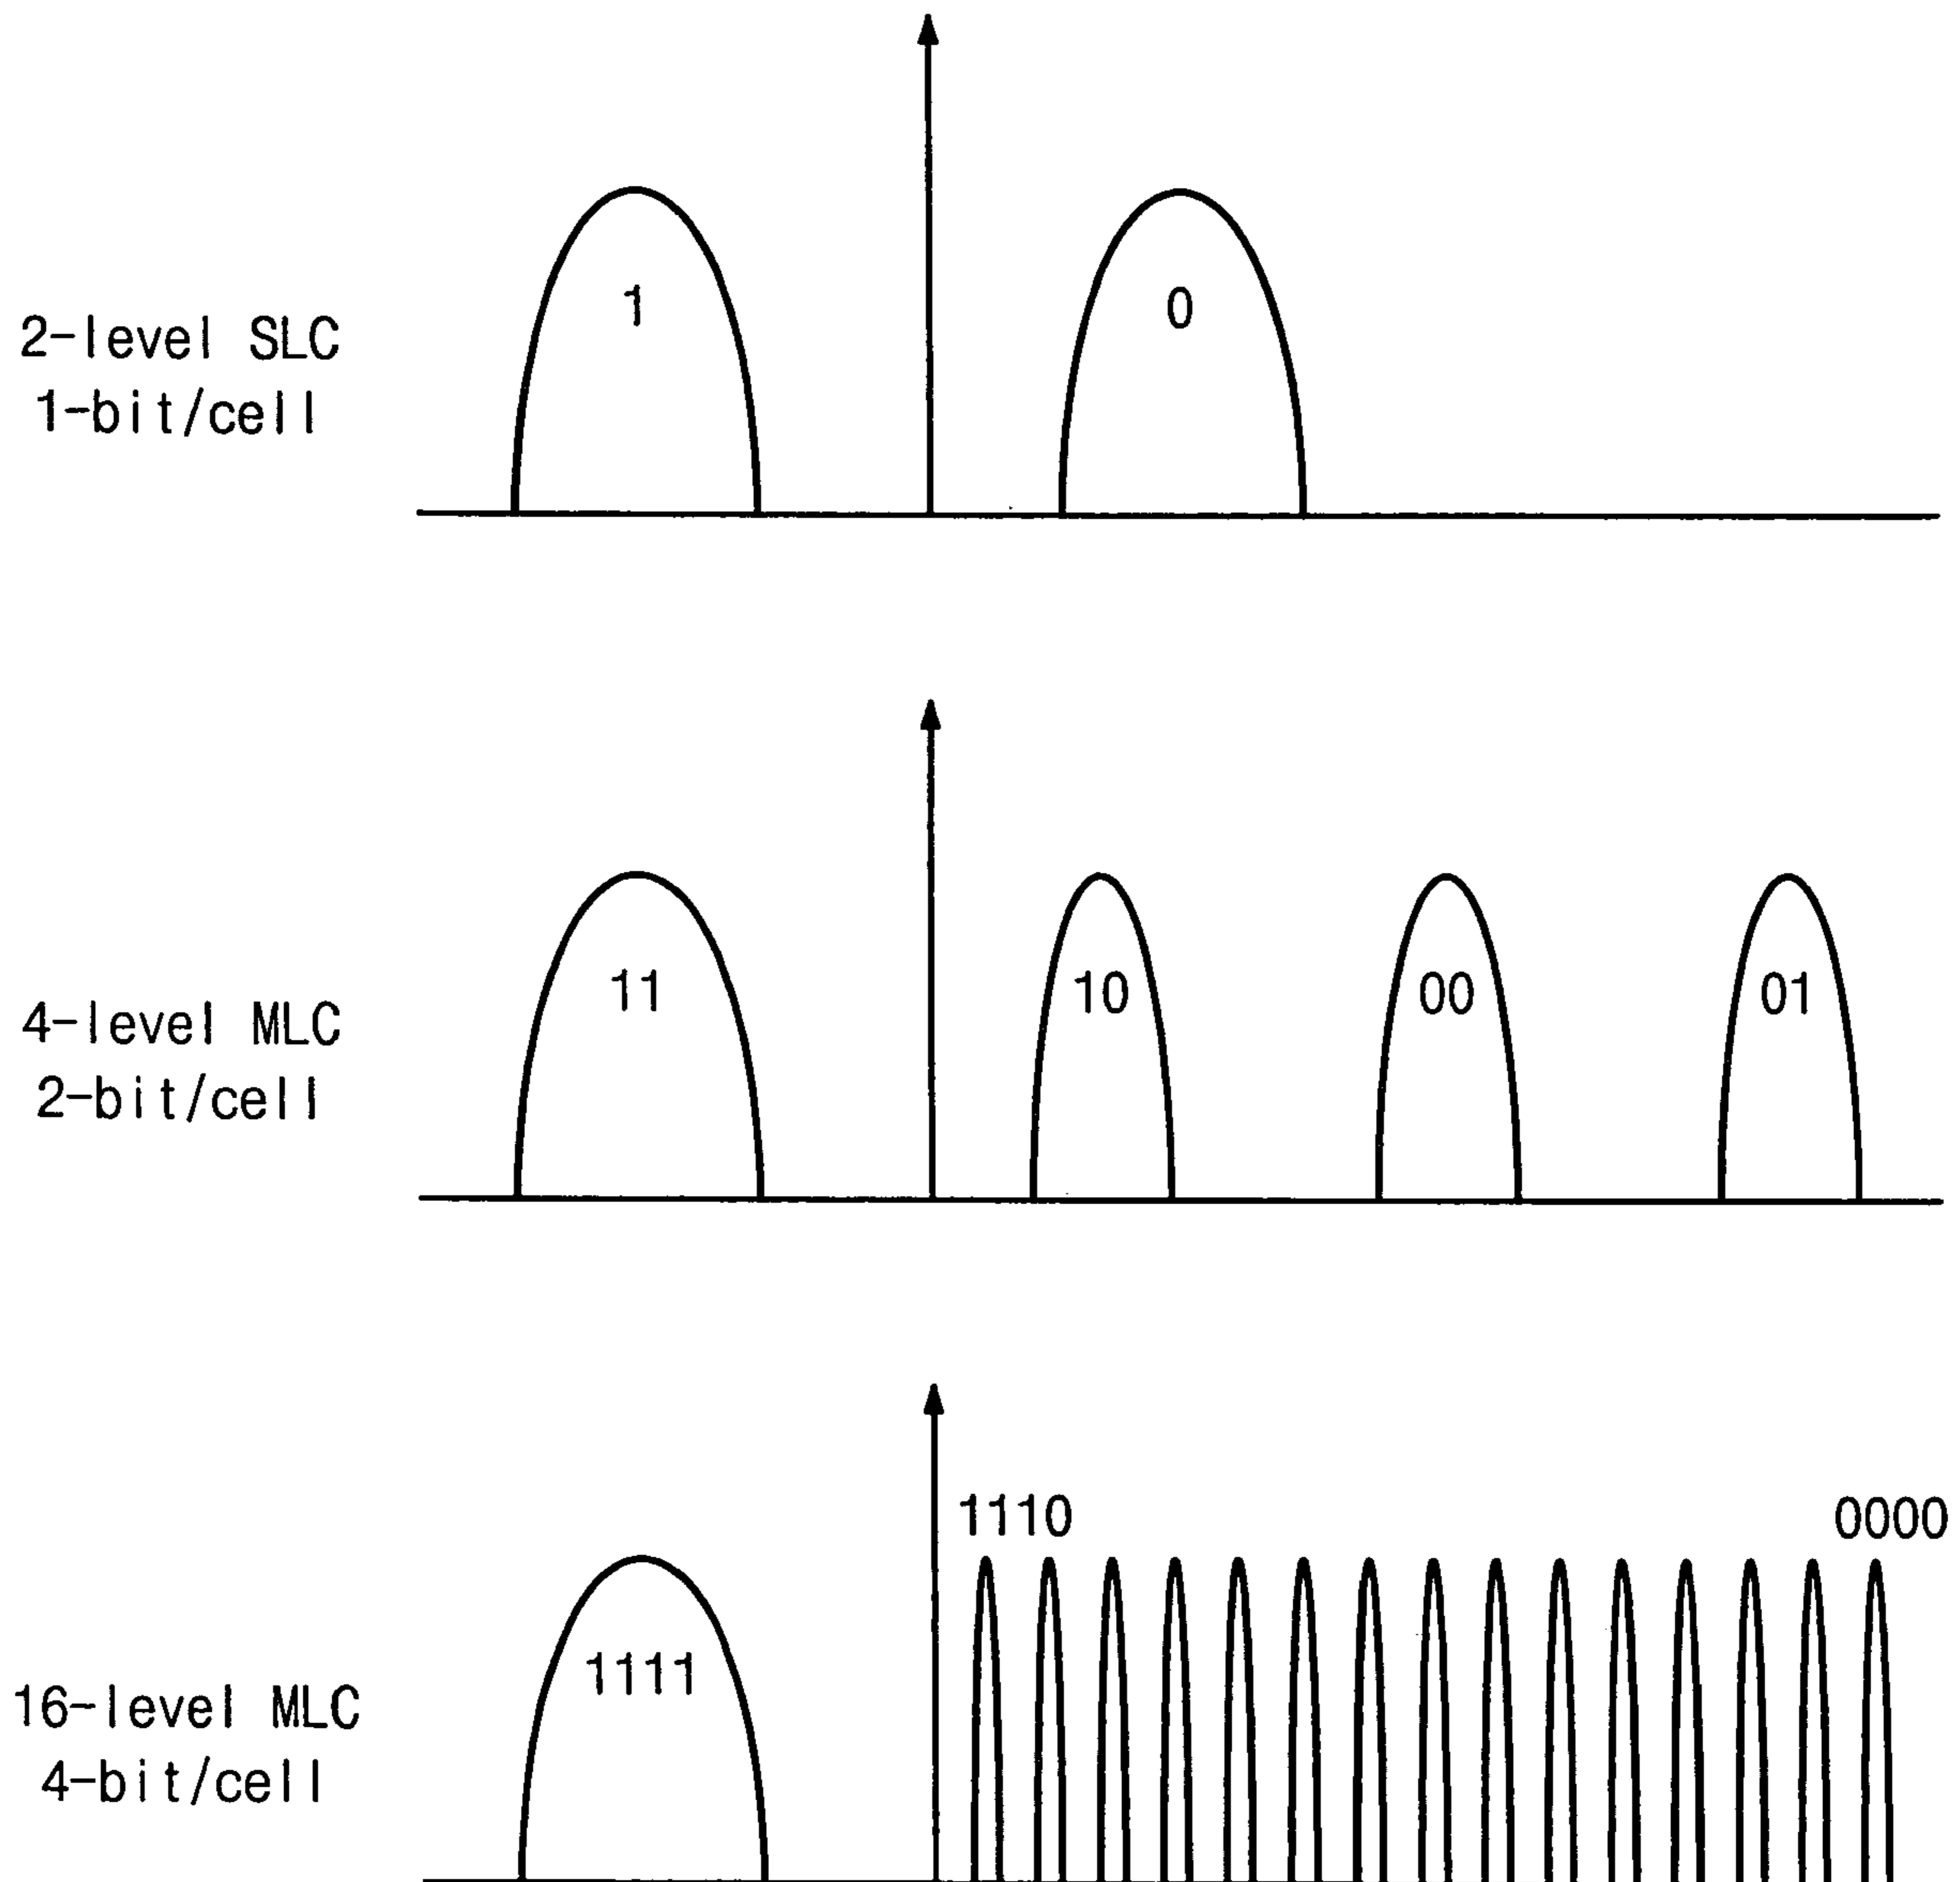 1
0
2-level SLC
1-bit/cell
11
10
00
01
4-level MLC
2-bit/cell
1110
0000
1111
16-level MLC
4-bit/cell